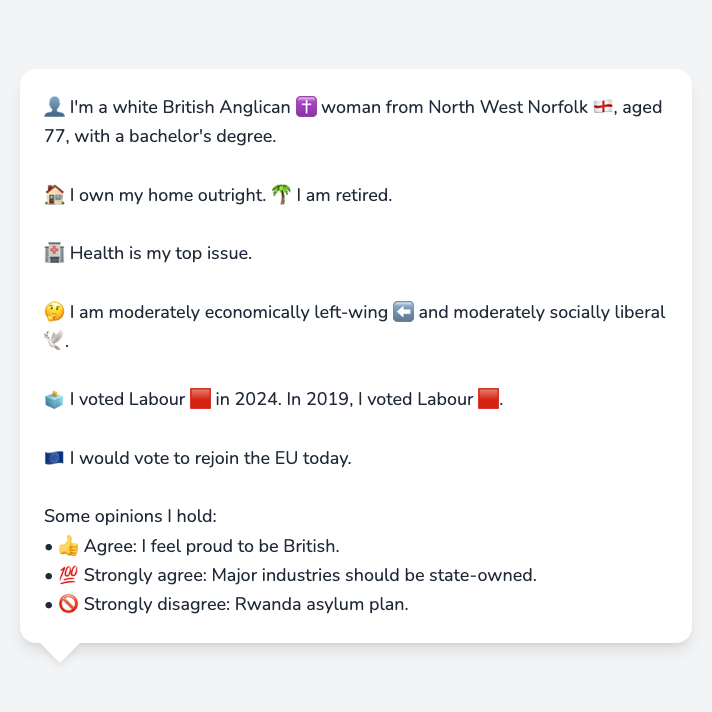 👤 I'm a white British Anglican ✝️ woman from North West Norfolk 🏴󠁧󠁢󠁥󠁮󠁧󠁿, aged
77, with a bachelor's degree.
🏠 I own my home outright. 🌴 I am retired.
🏥 Health is my top issue.
🤔 I am moderately economically left-wing ⬅️ and moderately socially liberal
🕊️.
🗳️ I voted Labour 🟥 in 2024. In 2019, I voted Labour 🟥.
🇪🇺 I would vote to rejoin the EU today.
Some opinions I hold:
• 👍 Agree: I feel proud to be British.
• 💯 Strongly agree: Major industries should be state-owned.
• 🚫 Strongly disagree: Rwanda asylum plan.